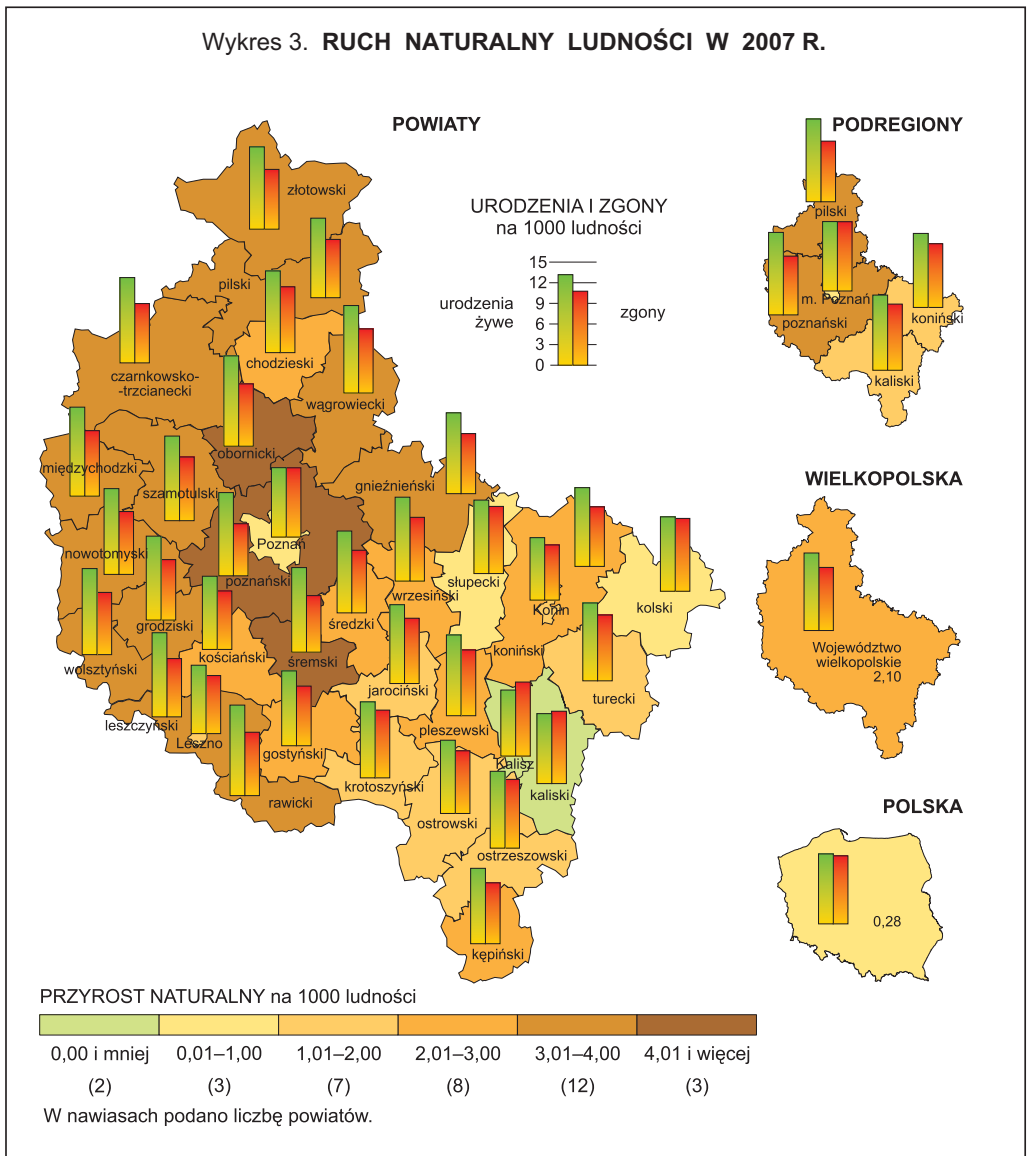 Wykres 3. RUCH NATURALNY LUDNOŚCI W 2007 R.
POWIATY
PODREGIONY
złotowski
URODZENIA I ZGONY
na 1000 ludności
15
12
9
6
3
0
urodzenia
żywe
zgony
pilski
chodzieski
czarnkowsko-
-trzcianecki
wągrowiecki
obornicki
międzychodzki
szamotulski
gnieźnieński
nowotomyski
Poznań
poznański
słupecki
wrzesiński
Konin
kolski
grodziski
średzki
wolsztyński
kościański
śremski
koniński
jarociński
turecki
leszczyński
Leszno
gostyński
pleszewski
Kalisz
krotoszyński
kaliski
rawicki
ostrowski
ostrzeszowski
kępiński
pilski
m. Poznań
poznański
koniński
kaliski
WIELKOPOLSKA
Województwo
wielkopolskie
2,10
POLSKA
0,28
PRZYROST NATURALNY na 1000 ludności
0,00 i mniej 0,01–1,00 1,01–2,00 2,01–3,00 3,01–4,00 4,01 i więcej
(2) (3) (7) (8) (12) (3)
W nawiasach podano liczbę powiatów.